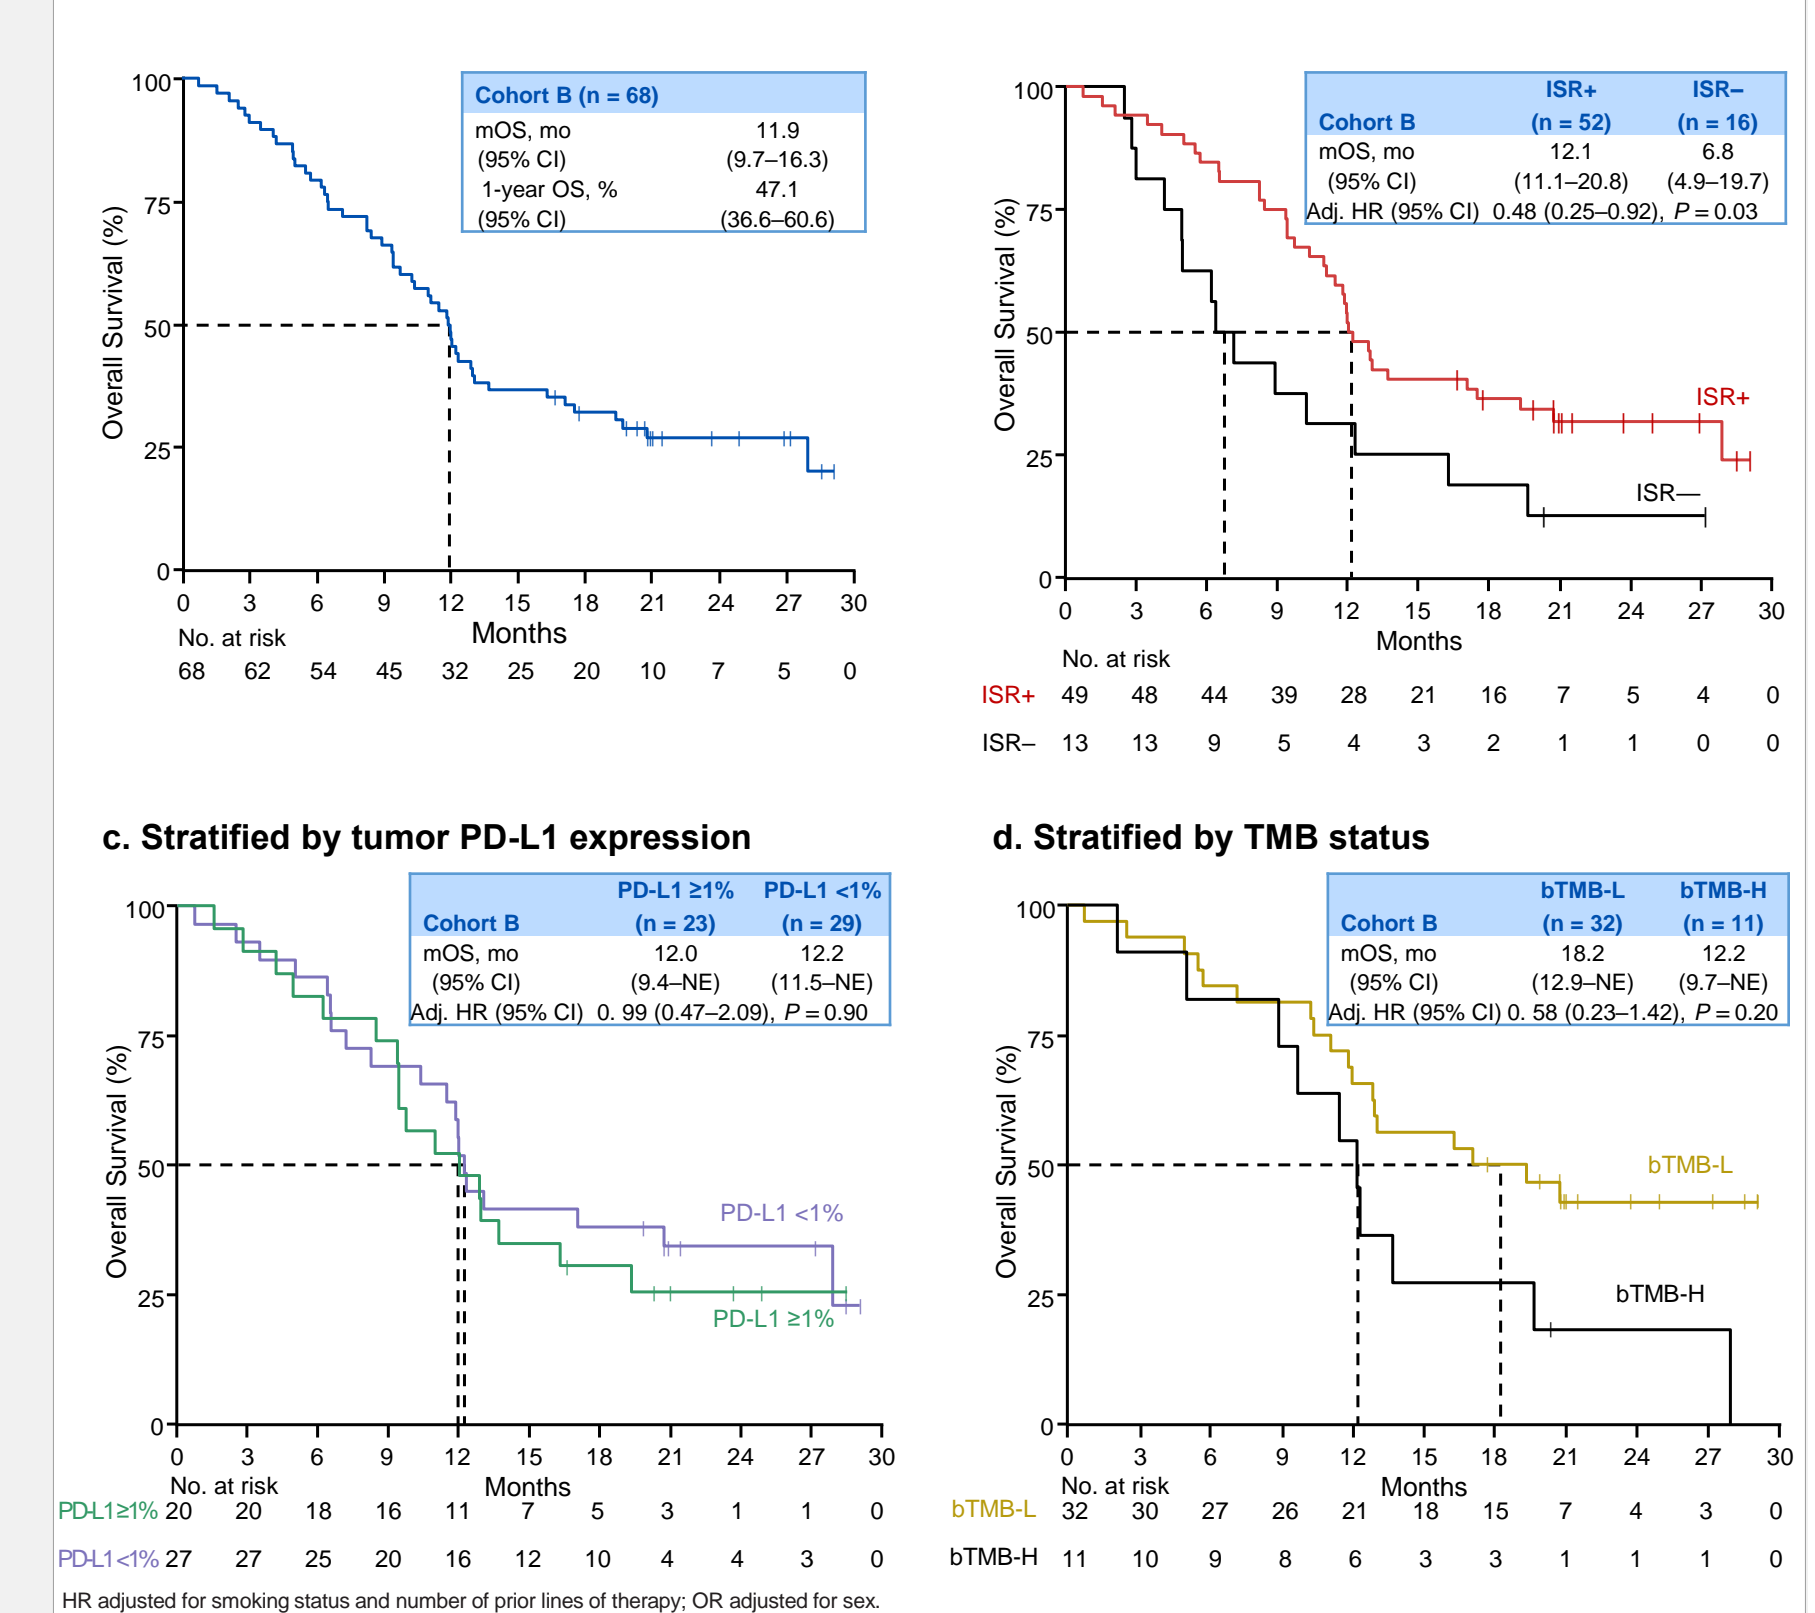 Cohort B (n = 68)
mOS, mo 11.9
(95% CI) (9.7–16.3)
1-year OS, % 47.1
(95% CI) (36.6–60.6)
Overall Survival (%)
100
75
50
25
0
0 3 6 9 12 15 18 21 24 27 30
Months
No. at risk
68 62 54 45 32 25 20 10 7 5 0
ISR+ ISR–
Cohort B (n = 52) (n = 16)
mOS, mo 12.1 6.8
(95% CI) (11.1–20.8) (4.9–19.7)
Adj. HR (95% CI) 0.48 (0.25–0.92), P = 0.03
Overall Survival (%)
100
75
50
25
0
ISR+
ISR—
0 3 6 9 12 15 18 21 24 27 30
Months
No. at risk
ISR+ 49 48 44 39 28 21 16 7 5 4 0
ISR– 13 13 9 5 4 3 2 1 1 0 0
c. Stratified by tumor PD-L1 expression
PD-L1 ≥1% PD-L1 <1%
Cohort B (n = 23) (n = 29)
mOS, mo 12.0 12.2
(95% CI) (9.4–NE) (11.5–NE)
Adj. HR (95% CI) 0. 99 (0.47–2.09), P = 0.90
Overall Survival (%)
100
75
50
25
0
PD-L1 <1%
PD-L1 ≥1%
0 3 6 9 12 15 18 21 24 27 30
No. at risk
Months
PD-L1≥1% 20 20 18 16 11 7 5 3 1 1 0
PD-L1<1% 27 27 25 20 16 12 10 4 4 3 0
d. Stratified by TMB status
bTMB-L bTMB-H
Cohort B (n = 32) (n = 11)
mOS, mo 18.2 12.2
(95% CI) (12.9–NE) (9.7–NE)
Adj. HR (95% CI) 0. 58 (0.23–1.42), P = 0.20
Overall Survival (%)
100
75
50
25
0
bTMB-L
bTMB-H
0 3 6 9 12 15 18 21 24 27 30
No. at risk
Months
bTMB-L 32 30 27 26 21 18 15 7 4 3 0
bTMB-H 11 10 9 8 6 3 3 1 1 1 0
HR adjusted for smoking status and number of prior lines of therapy; OR adjusted for sex.